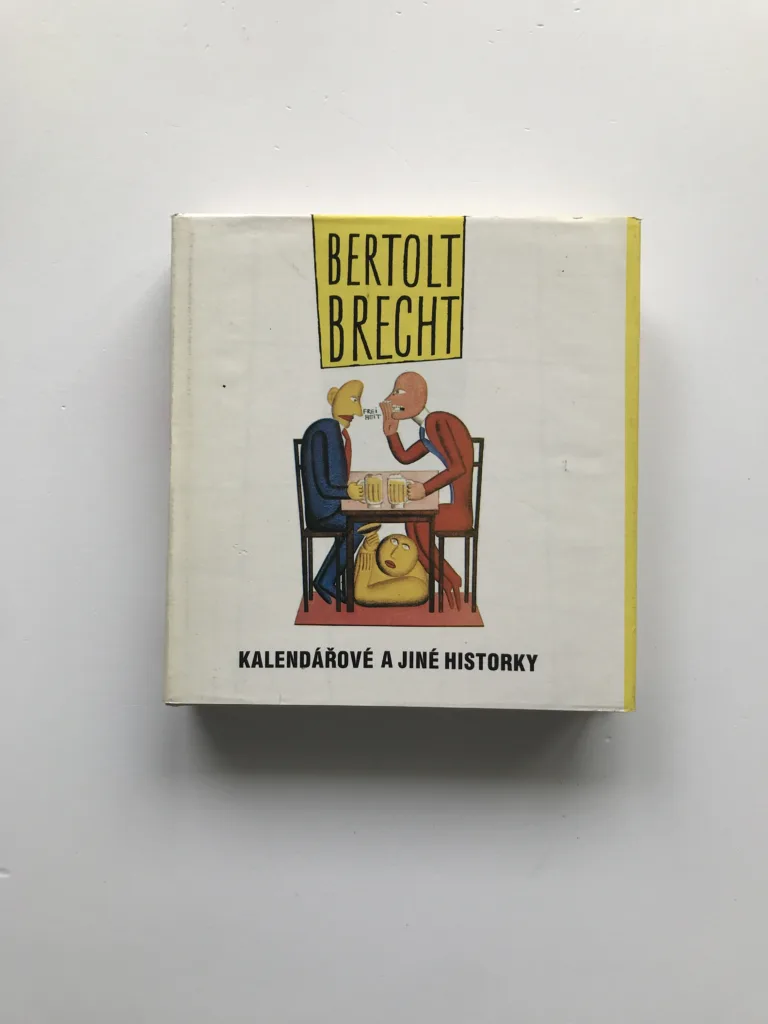 BERTOLT
BRECHT
FREI
HEIT
KALENDÁŘOVÉ A JINÉ HISTORKY